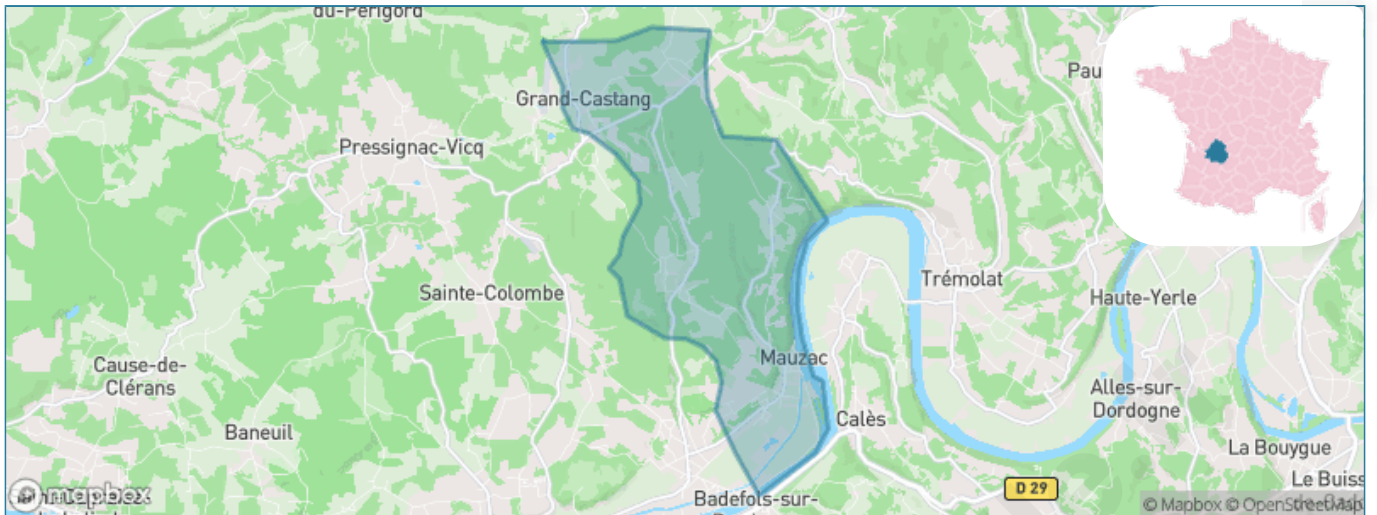 du-Périgord
Pau
Grand-Castang
Pressignac-Vicq
Trémolat
Sainte-Colombe
Haute-Yerle
Mauzac
Cause-de-
Clérans
Alles-sur-
Dordogne
Calès
Baneuil
La Bouygue
Le Buiss
D 29
mapbox
Badefols-sur-
© Mapbox © OpenStreetMap